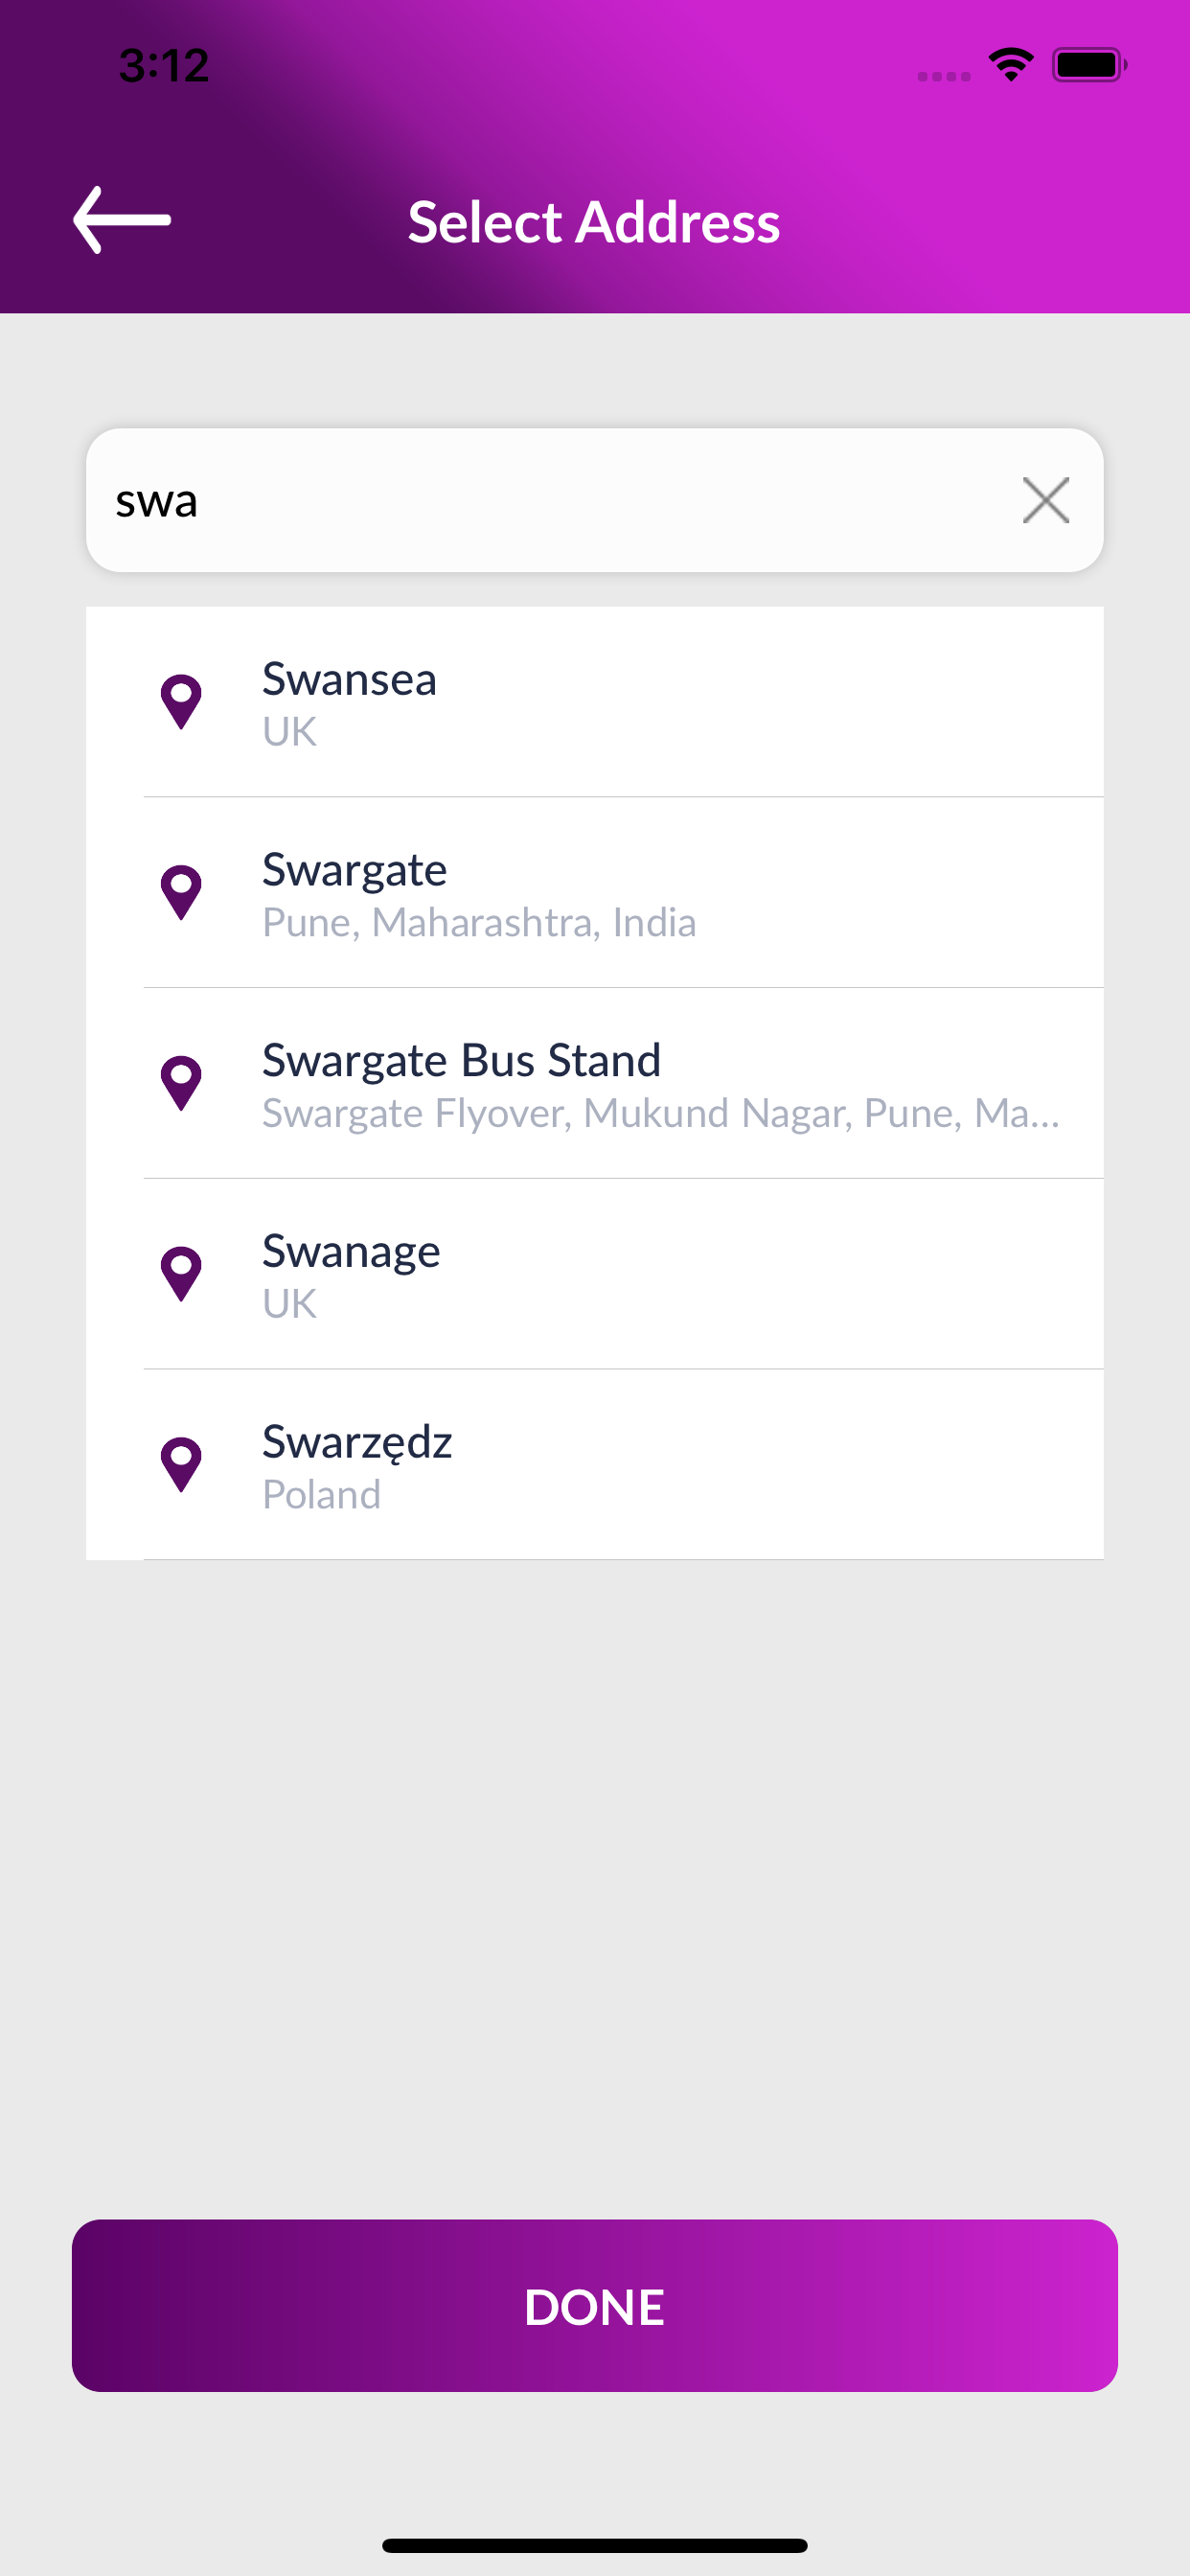 3:12
Select Address
swa
Swansea
UK
Swargate
Pune, Maharashtra, India
Swargate Bus Stand
Swargate Flyover, Mukund Nagar, Pune, Ma...
Swanage
UK
Swarzędz
Poland
DONE